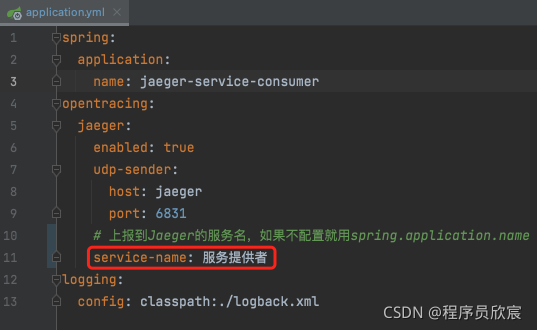 application.yml
1 spring:
2 application:
3 name: jaeger-service-consumer
4 opentracing:
5 jaeger:
6 enabled: true
7 udp-sender:
8 host: jaeger
9 port: 6831
10 # 上报到Jaeger的服务名，如果不配置就用spring.application.name
11 service-name: 服务提供者
12 logging:
13 config: classpath:./logback.xml
CSDN @程序员欣宸